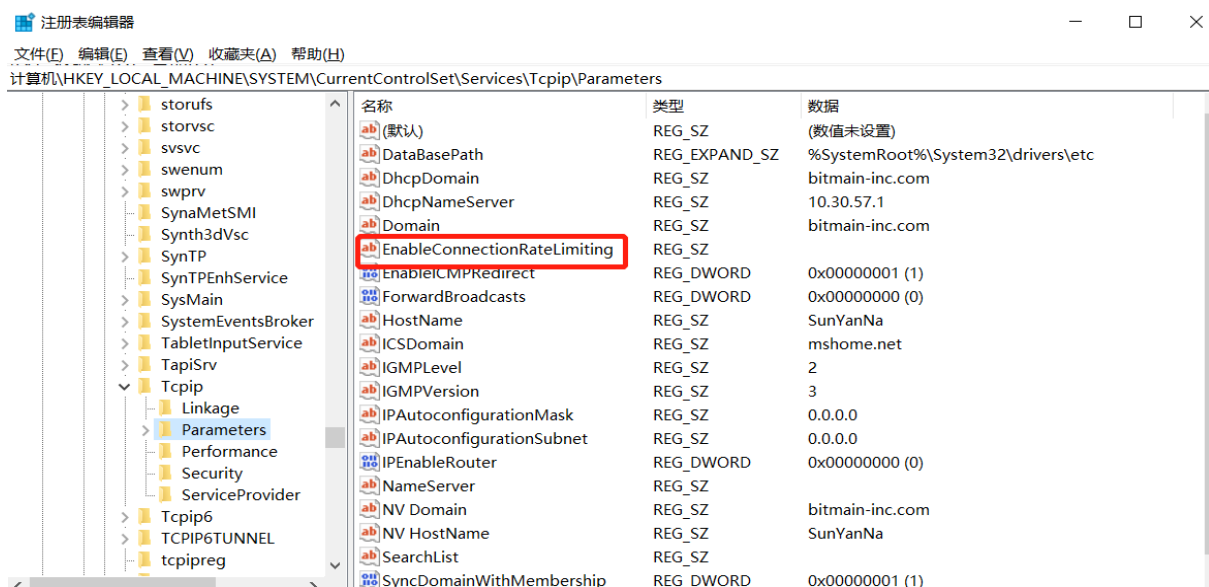 注册表编辑器
文件(F) 编辑(E) 查看(V) 收藏夹(A) 帮助(H)
计算机\HKEY_LOCAL_MACHINE\SYSTEM\CurrentControlSet\Services\Tcpip\Parameters
storufs
storvsc
svsvc
swenum
swprv
SynaMetSMI
Synth3dVsc
SynTP
SynTPEnhService
SysMain
SystemEventsBroker
TabletInputService
TapiSrv
Tcpip
Linkage
Parameters
Performance
Security
ServiceProvider
Tcpip6
TCPIP6TUNNEL
tcpipreg
名称 类型 数据
(默认) REG_SZ (数值未设置)
DataBasePath REG_EXPAND_SZ %SystemRoot%\System32\drivers\etc
DhcpDomain REG_SZ bitmain-inc.com
DhcpNameServer REG_SZ 10.30.57.1
Domain REG_SZ bitmain-inc.com
EnableConnectionRateLimiting REG_SZ
EnableICMPRedirect REG_DWORD 0x00000001 (1)
ForwardBroadcasts REG_DWORD 0x00000000 (0)
HostName REG_SZ SunYanNa
ICSDomain REG_SZ mshome.net
IGMPLevel REG_SZ 2
IGMPVersion REG_SZ 3
IPAutoconfigurationMask REG_SZ 0.0.0.0
IPAutoconfigurationSubnet REG_SZ 0.0.0.0
IPEnableRouter REG_DWORD 0x00000000 (0)
NameServer REG_SZ
NV Domain REG_SZ bitmain-inc.com
NV HostName REG_SZ SunYanNa
SearchList REG_SZ
SyncDomainWithMembership REG_DWORD 0x00000001 (1)